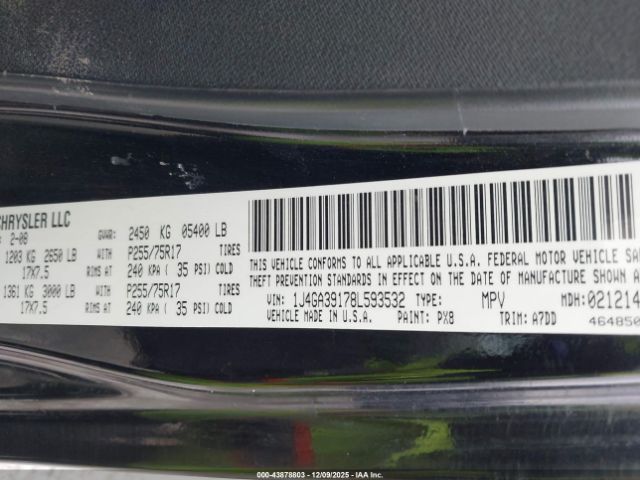 CHRYSLER LLC
2-08 GVWR: 2450 KG 05400 LB
1203 KG 2650 LB WITH P255/75R17 TIRES
17X7.5 RIMS AT 240 KPA ( 35 PSI) COLD
1361 KG 3000 LB WITH P255/75R17 TIRES
17X7.5 RIMS AT 240 KPA ( 35 PSI) COLD
THIS VEHICLE CONFORMS TO ALL APPLICABLE U.S.A. FEDERAL MOTOR VEHICLE
THEFT PREVENTION STANDARDS IN EFFECT ON THE DATE OF MANUFACTURE
VIN: 1J4GA39178L593532 TYPE: MPV MDH: 021214
VEHICLE MADE IN U.S.A. PAINT: PX8 TRIM: A7DD
464850
000-43878803 - 12/09/2025 - IAA Inc.